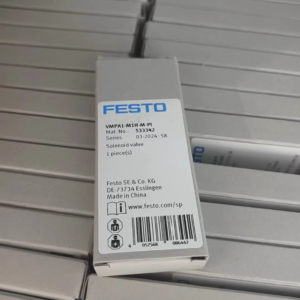 FESTO
VMPA1-M1H-M-PI
Mat. No.: 533342
Series: 03-2024 S8
Solenoid valve
1 piece(s)
Festo SE & Co. KG
DE-73734 Esslingen
Made in China
www.festo.com/sp